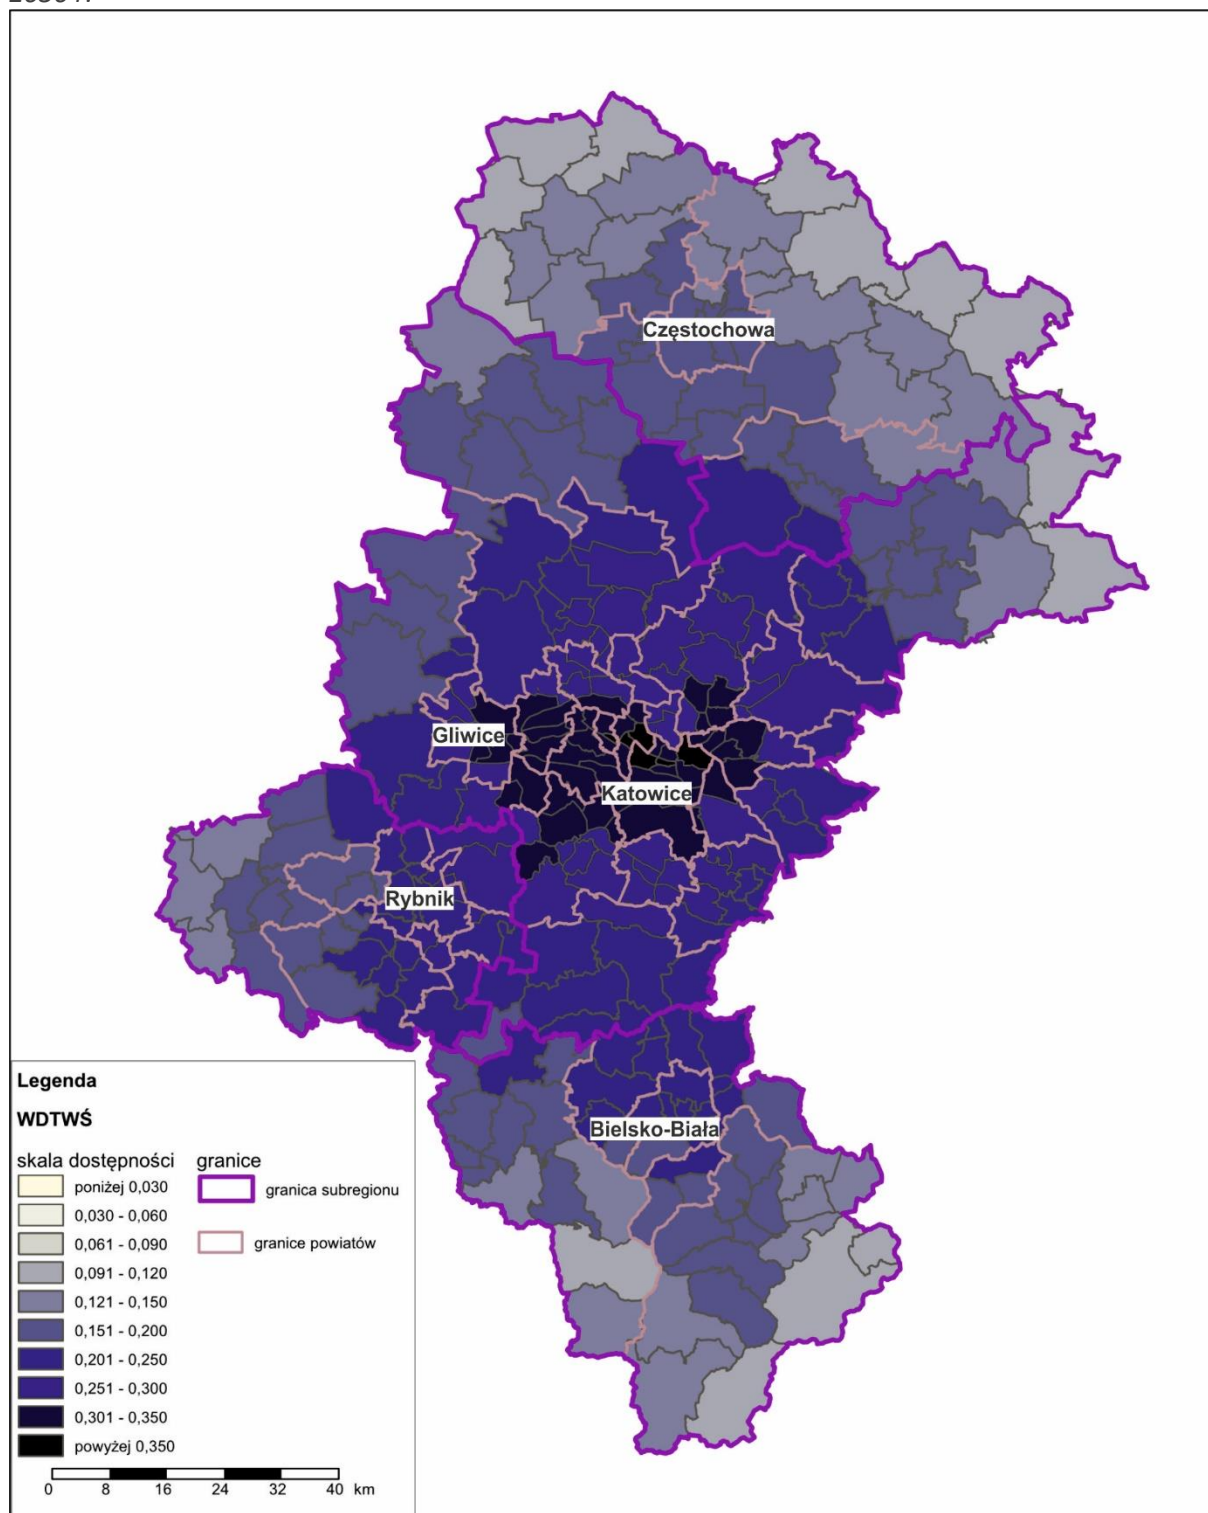 Częstochowa
Gliwice
Katowice
Rybnik
Bielsko-Biała
Legenda
WDTWŚ
skala dostępności
granice
poniżej 0,030
0,030 - 0,060
0,061 - 0,090
0,091 - 0,120
0,121 - 0,150
0,151 - 0,200
0,201 - 0,250
0,251 - 0,300
0,301 - 0,350
powyżej 0,350
granica subregionu
granice powiatów
0 8 16 24 32 40 km